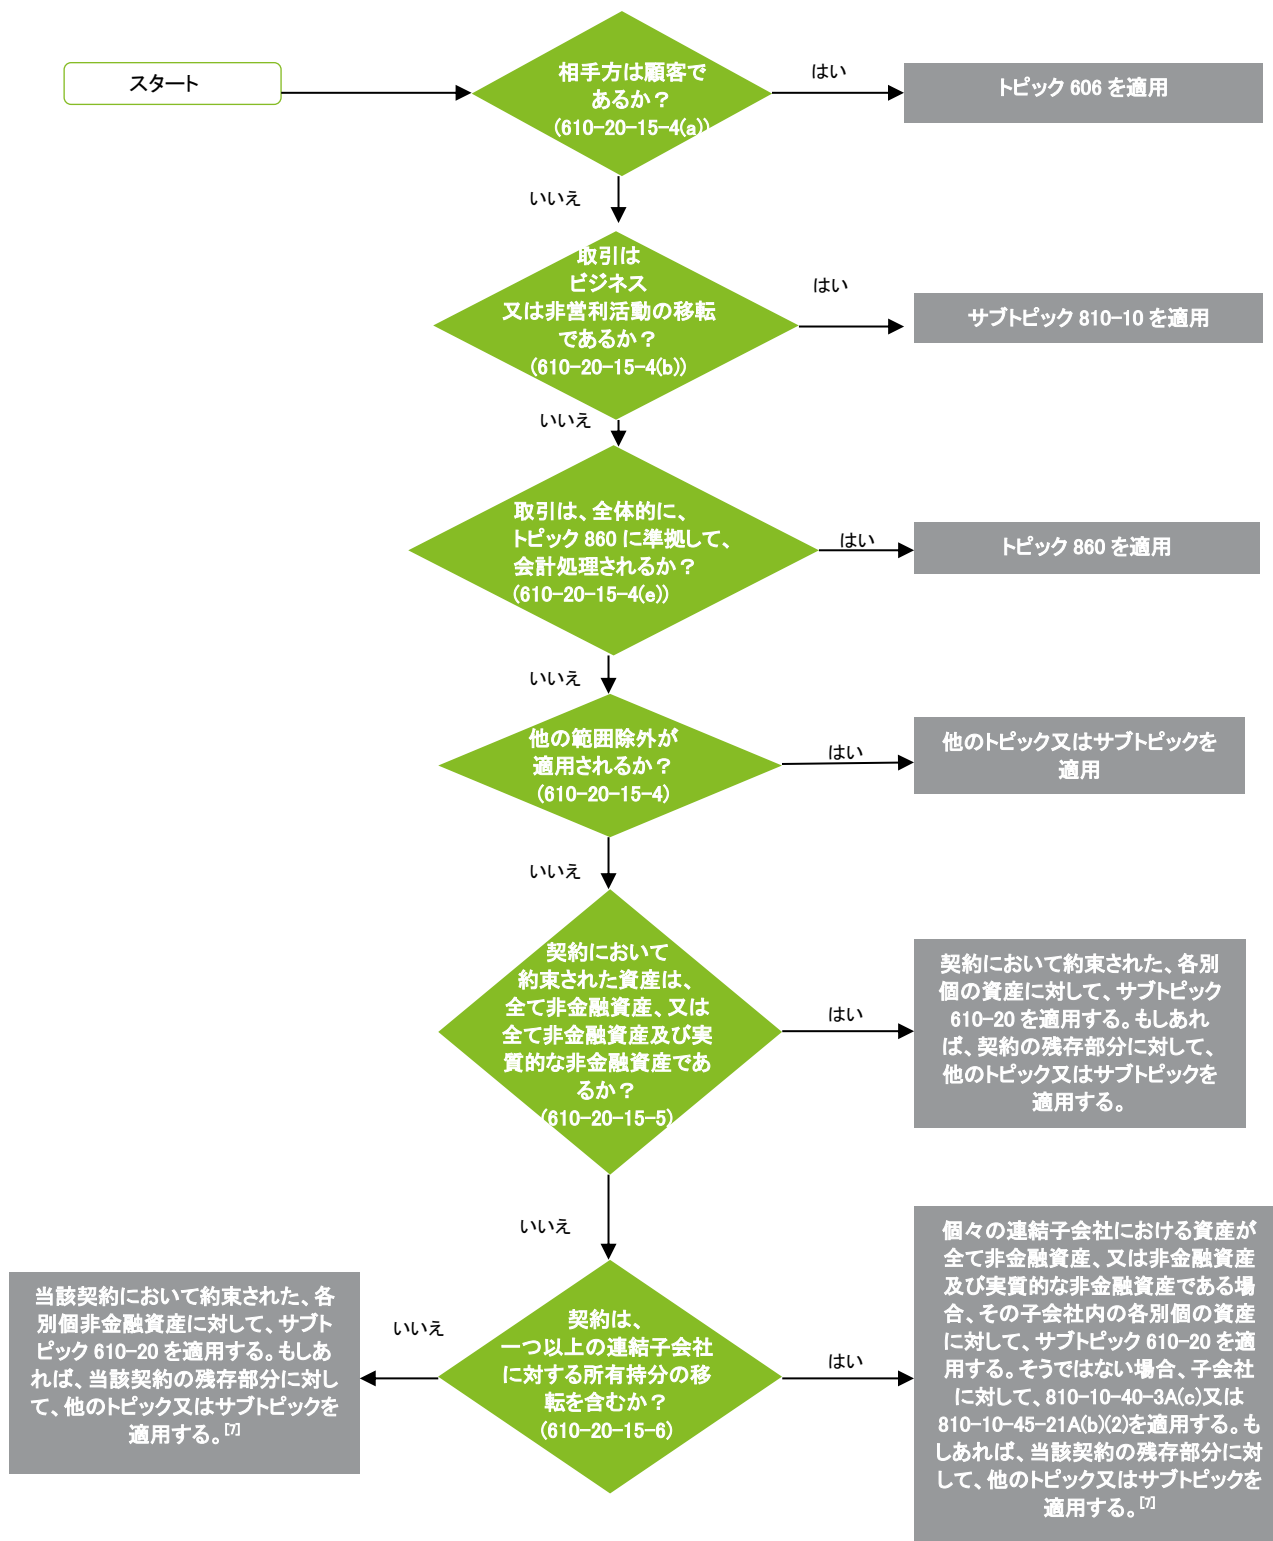 スタート
相手方は顧客で
あるか？
(610-20-15-4(a))
はい
トピック 606 を適用
いいえ
取引は
ビジネス
又は非営利活動の移転
であるか？
(610-20-15-4(b))
はい
サブトピック 810-10 を適用
いいえ
取引は、全体的に、
トピック 860 に準拠して、
会計処理されるか？
(610-20-15-4(e))
はい
トピック 860 を適用
いいえ
他の範囲除外が
適用されるか？
(610-20-15-4)
はい
他のトピック又はサブトピックを
適用
いいえ
契約において
約束された資産は、
全て非金融資産、又は
全て非金融資産及び実
質的な非金融資産であ
るか？
(610-20-15-5)
はい
契約において約束された、各別
個の資産に対して、サブトピック
610-20 を適用する。もしあれ
ば、契約の残存部分に対して、
他のトピック又はサブトピックを
適用する。
いいえ
契約は、
一つ以上の連結子会社
に対する所有持分の移
転を含むか？
(610-20-15-6)
いいえ
当該契約において約束された、各
別個非金融資産に対して、サブト
ピック 610-20 を適用する。もしあ
れば、当該契約の残存部分に対し
て、他のトピック又はサブトピックを
適用する。[7]
はい
個々の連結子会社における資産が
全て非金融資産、又は非金融資産
及び実質的な非金融資産である場
合、その子会社内の各別個の資産
に対して、サブトピック 610-20 を適
用する。そうではない場合、子会社
に対して、810-10-40-3A(c)又は
810-10-45-21A(b)(2)を適用する。も
しあれば、当該契約の残存部分に対
して、他のトピック又はサブトピックを
適用する。[7]